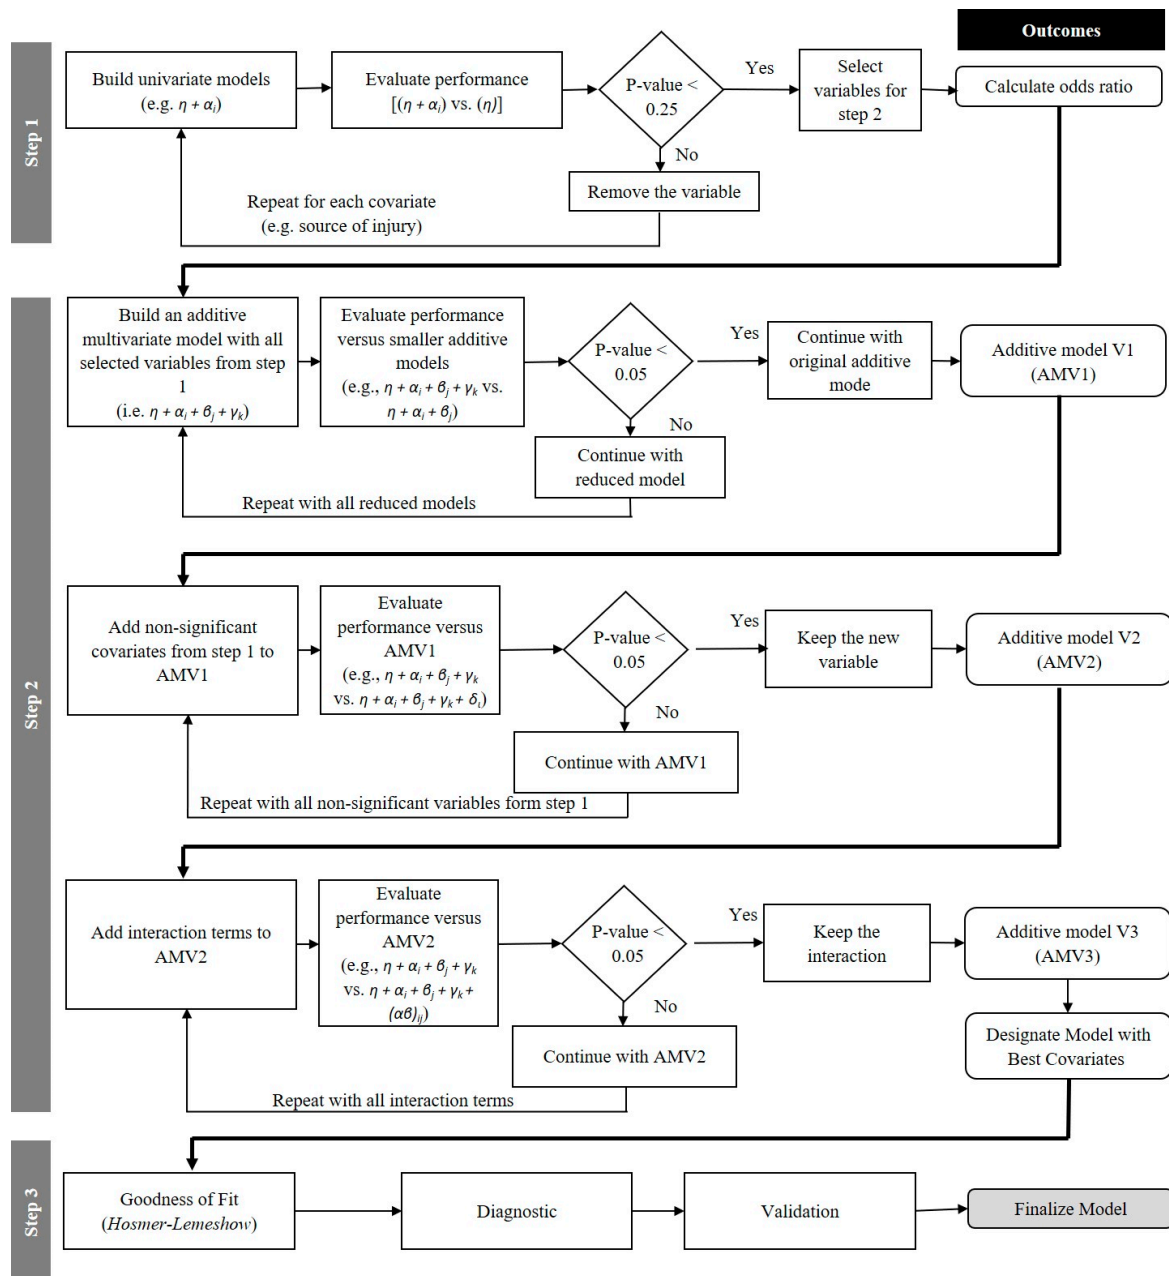 Outcomes
Step 1
Build univariate models
(e.g. η + αi)
Evaluate performance
[(η + αi) vs. (η)]
P-value <
0.25
Yes
Select
variables for
step 2
Calculate odds ratio
No
Remove the variable
Repeat for each covariate
(e.g. source of injury)
Step 2
Build an additive
multivariate model with all
selected variables from step
1
(i.e. η + αi + βj + γk)
Evaluate performance
versus smaller additive
models
(e.g., η + αi + βj + γk vs.
η + αi + βj)
P-value <
0.05
Yes
Continue with
original additive
mode
Additive model V1
(AMV1)
No
Continue with
reduced model
Repeat with all reduced models
Add non-significant
covariates from step 1 to
AMV1
Evaluate
performance versus
AMV1
(e.g., η + αi + βj + γk
vs. η + αi + βj + γk + δι)
P-value <
0.05
Yes
Keep the new
variable
Additive model V2
(AMV2)
No
Continue with AMV1
Repeat with all non-significant variables form step 1
Add interaction terms to
AMV2
Evaluate
performance versus
AMV2
(e.g., η + αi + βj + γk
vs. η + αi + βj + γk +
(αβ)ij)
P-value <
0.05
Yes
Keep the
interaction
Additive model V3
(AMV3)
No
Continue with AMV2
Designate Model with
Best Covariates
Repeat with all interaction terms
Step 3
Goodness of Fit
(Hosmer-Lemeshow)
Diagnostic
Validation
Finalize Model